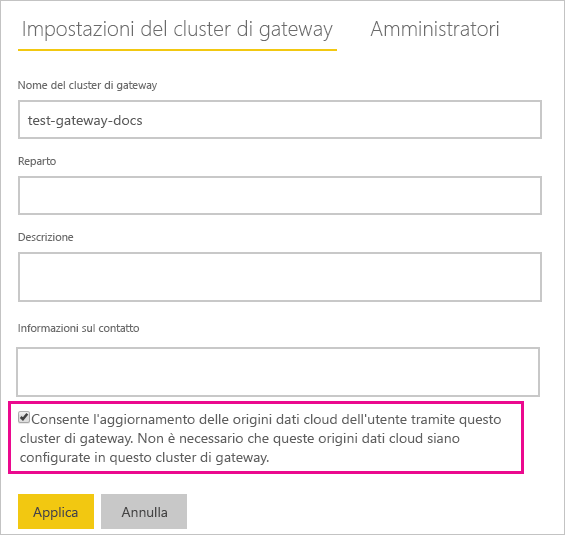 Impostazioni del cluster di gateway Amministratori
Nome del cluster di gateway
test-gateway-docs
Reparto
Descrizione
Informazioni sul contatto
Consente l'aggiornamento delle origini dati cloud dell'utente tramite questo
cluster di gateway. Non è necessario che queste origini dati cloud siano
configurate in questo cluster di gateway.
Applica Annulla